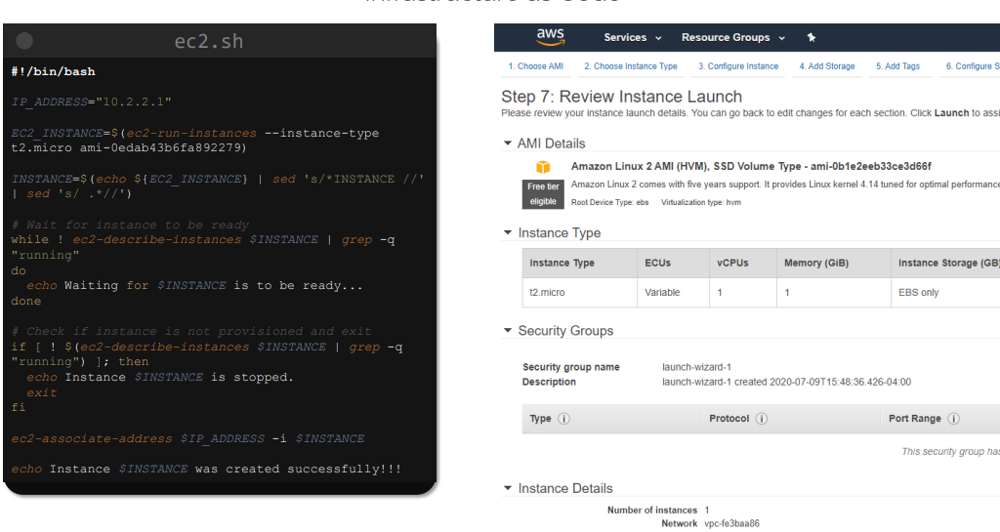 Infrastructure as Code
ec2.sh
#!/bin/bash
IP_ADDRESS="10.2.2.1"
EC2_INSTANCE=$(ec2-run-instances --instance-type
t2.micro ami-0edab43b6fa892279)
INSTANCE=$(echo ${EC2_INSTANCE} | sed 's/*INSTANCE //'
| sed 's/ .*//')
# Wait for instance to be ready
while ! ec2-describe-instances $INSTANCE | grep -q
"running"
do
echo Waiting for $INSTANCE is to be ready...
done
# Check if instance is not provisioned and exit
if [ ! $(ec2-describe-instances $INSTANCE | grep -q
"running") ]; then
echo Instance $INSTANCE is stopped.
exit
fi
ec2-associate-address $IP_ADDRESS -i $INSTANCE
echo Instance $INSTANCE was created successfully!!!
aws Services Resource Groups
1. Choose AMI 2. Choose Instance Type 3. Configure Instance 4. Add Storage 5. Add Tags 6. Configure S
Step 7: Review Instance Launch
Please review your instance launch details. You can go back to edit changes for each section. Click Launch to assi
AMI Details
Amazon Linux 2 AMI (HVM), SSD Volume Type - ami-0b1e2eeb33ce3d66f
Free tier
eligible
Amazon Linux 2 comes with five years support. It provides Linux kernel 4.14 tuned for optimal performance
Root Device Type: ebs Virtualization type: hvm
Instance Type
Instance Type ECUs vCPUs Memory (GiB) Instance Storage (GB)
t2.micro Variable 1 1 EBS only
Security Groups
Security group name launch-wizard-1
Description launch-wizard-1 created 2020-07-09T15:48:36.426-04:00
Type Protocol Port Range
This security group has
Instance Details
Number of instances 1
Network vpc-fe3baa86